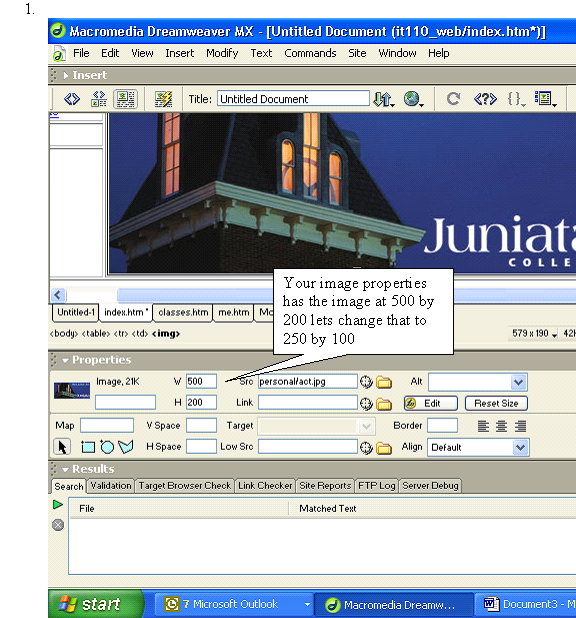 1.
Macromedia Dreamweaver MX - [Untitled Document (it110_web/index.htm*)]
File Edit View Insert Modify Text Commands Site Window Help
Insert
Title: Untitled Document
Juniata
COLLE
Your image properties
has the image at 500 by
200 lets change that to
250 by 100
Untitled-1 index.htm* classes.htm me.htm Mo
<body> <table> <tr> <td> <img> 579 x 190 42K
Properties
Image, 21K W 500 Src personal/act.jpg Alt
H 200 Link Edit Reset Size
Map V Space Target Border
H Space Low Src Align Default
Results
Search Validation Target Browser Check Link Checker Site Reports FTP Log Server Debug
File Matched Text
start 7 Microsoft Outlook Macromedia Dreamw... Document3 - M